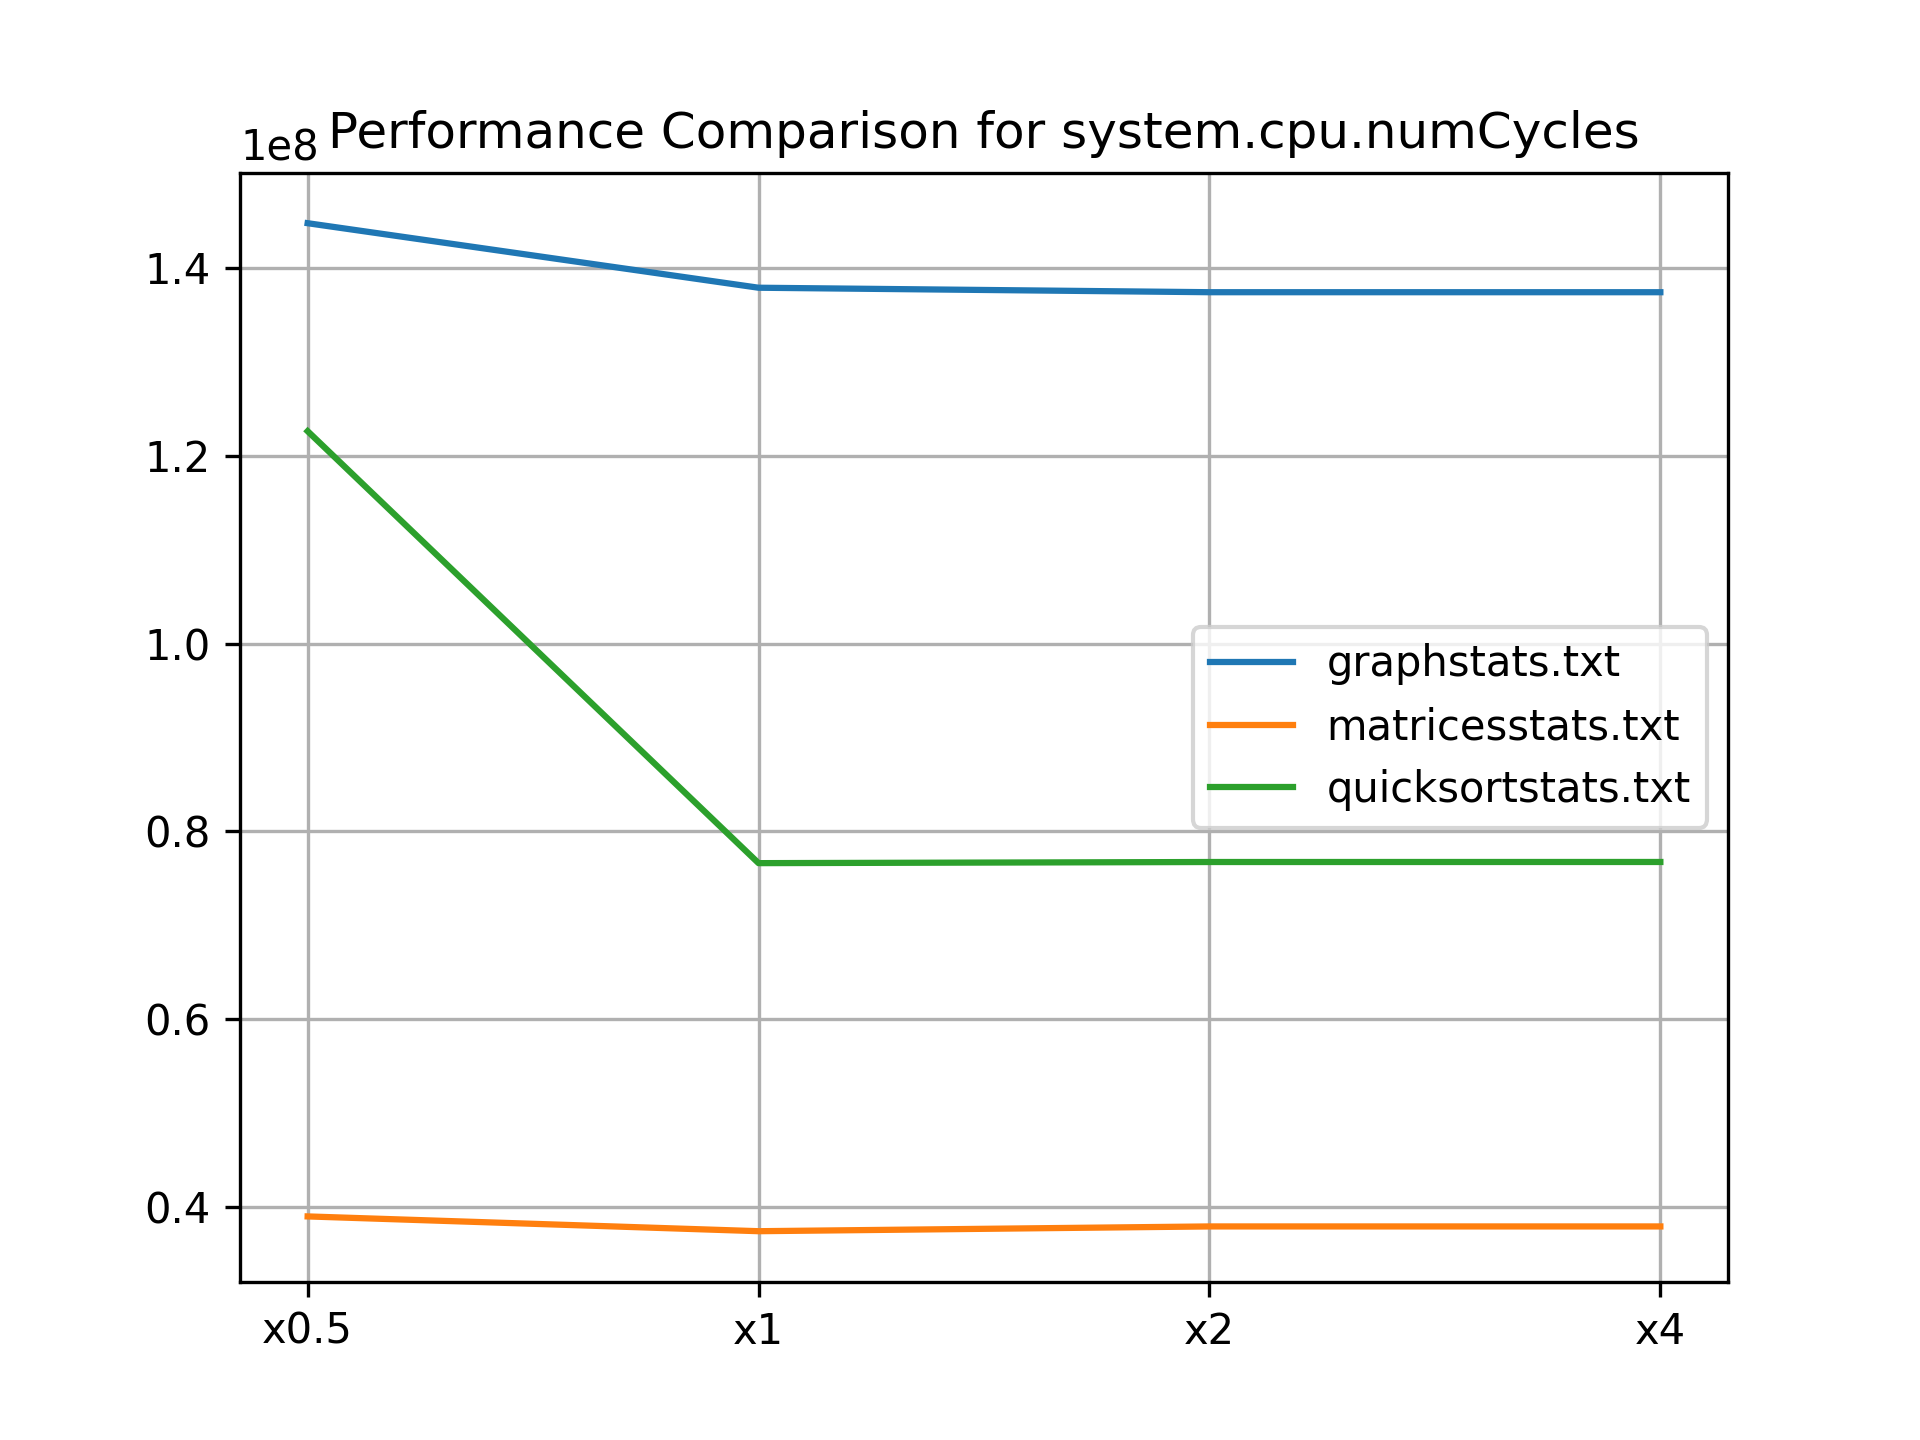 1e8 Performance Comparison for system.cpu.numCycles
1.4
1.2
1.0
0.8
0.6
0.4
graphstats.txt
matricesstats.txt
quicksortstats.txt
x0.5 x1 x2 x4